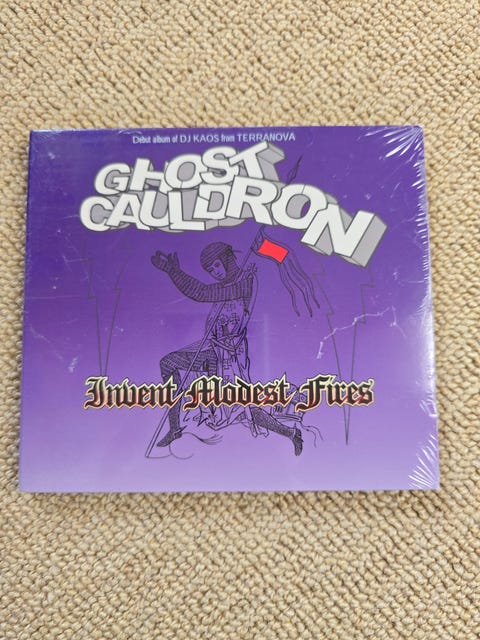 Debut album of DJ KAOS from TERRANOVA
GHOST
CAULDRON
Invent Modest Fires